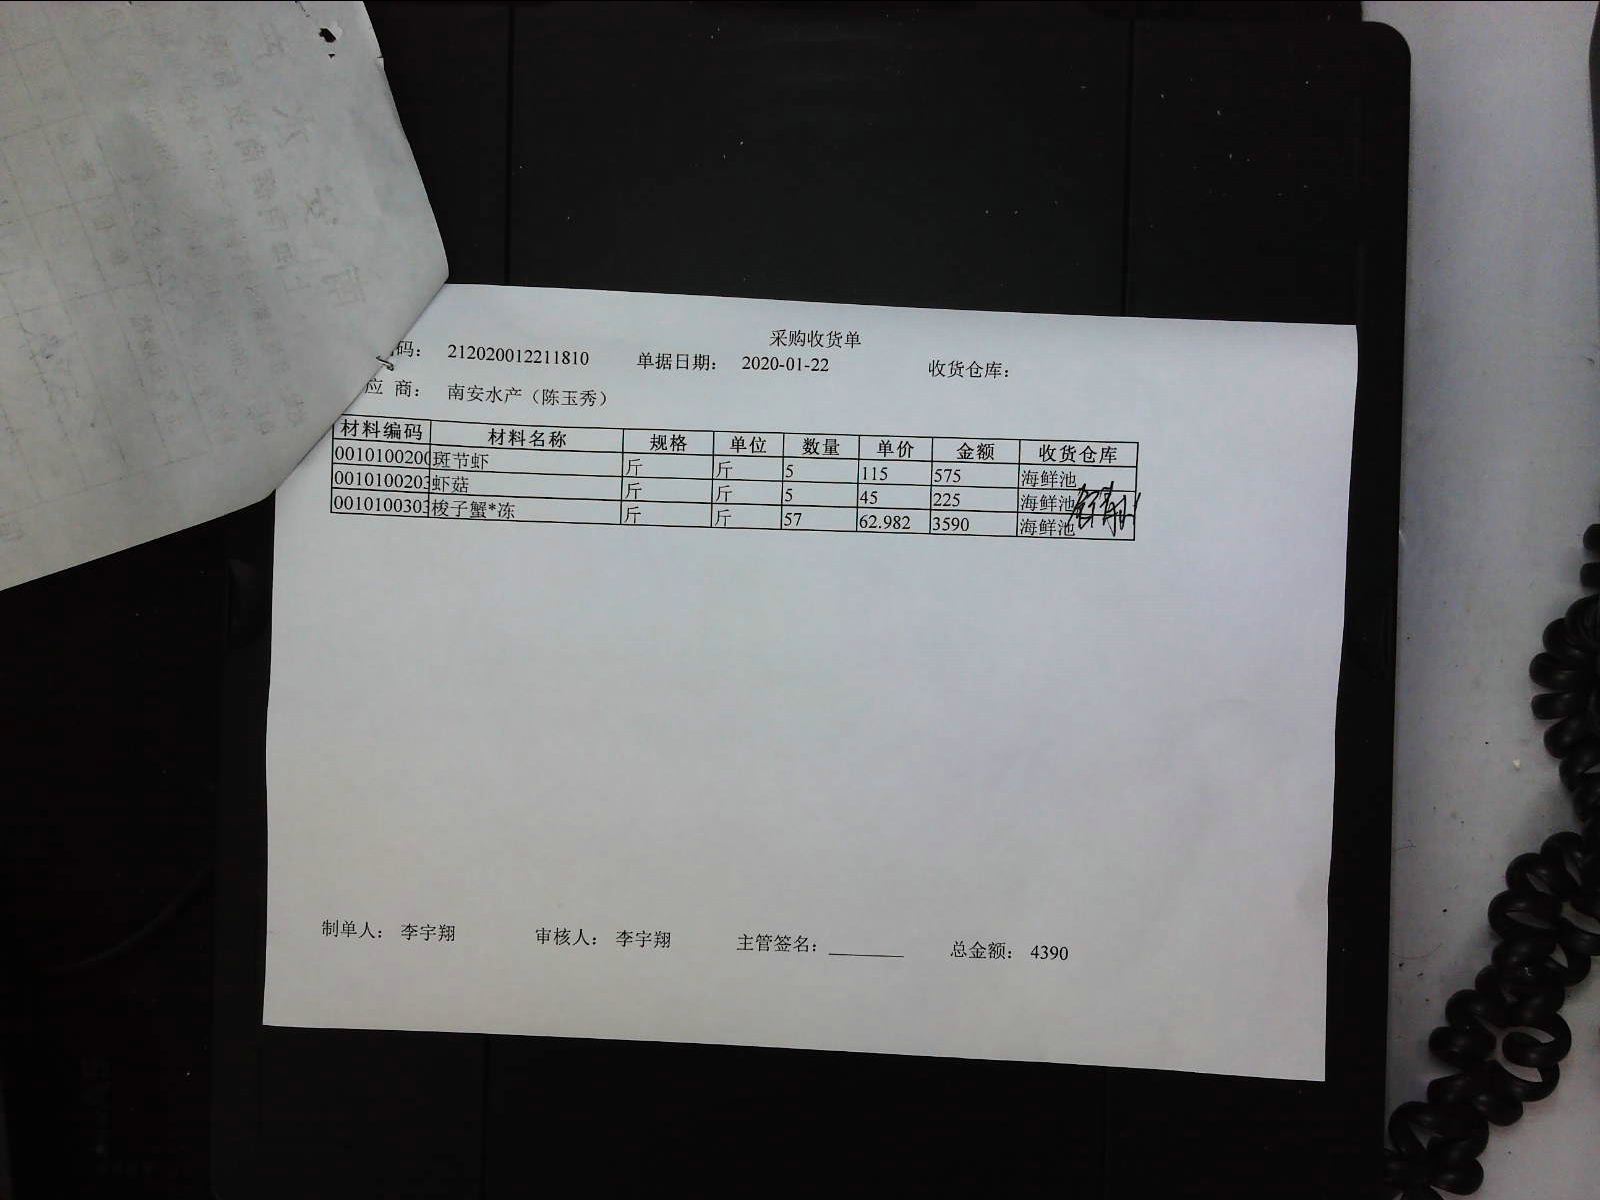 采购收货单
码： 212020012211810 单据日期： 2020-01-22 收货仓库：
应 商： 南安水产（陈玉秀）
材料编码 材料名称 规格 单位 数量 单价 金额 收货仓库
0010100200 斑节虾 斤 斤 5 115 575 海鲜池
0010100203 虾菇 斤 斤 5 45 225 海鲜池
0010100303 梭子蟹*冻 斤 斤 57 62.982 3590 海鲜池
制单人： 李宇翔 审核人： 李宇翔 主管签名： 总金额： 4390